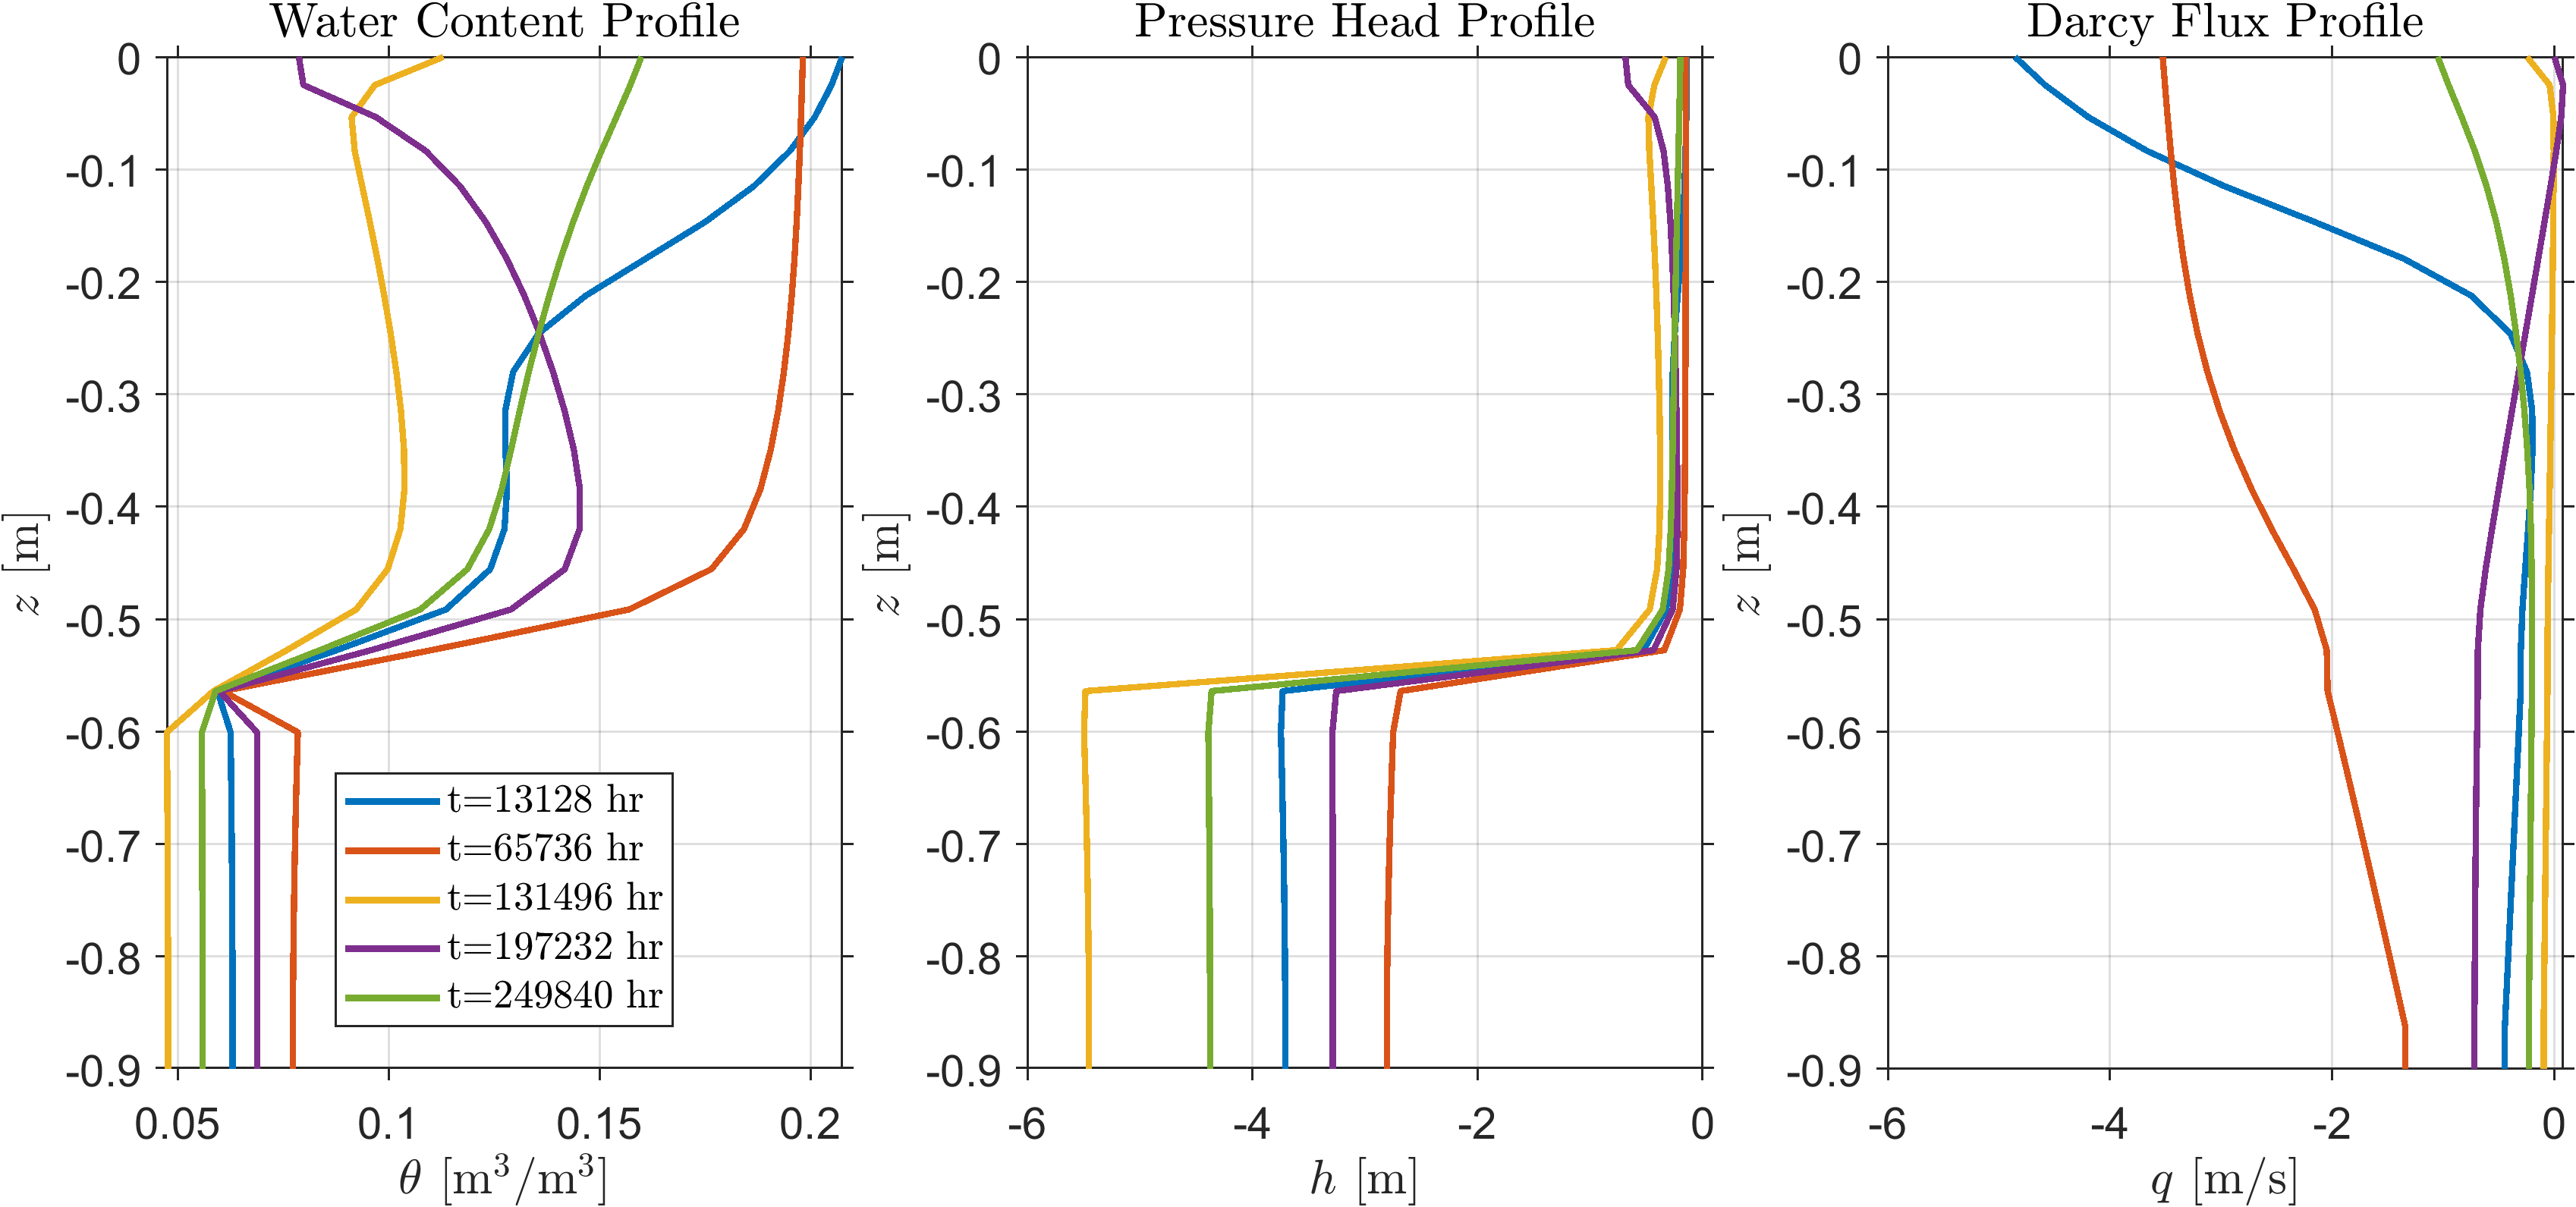 Water Content Profile
0
-0.1
-0.2
-0.3
-0.4
-0.5
-0.6
-0.7
-0.8
-0.9
z [m]
0.05 0.1 0.15 0.2
θ [m³/m³]
t=13128 hr
t=65736 hr
t=131496 hr
t=197232 hr
t=249840 hr
Pressure Head Profile
0
-0.1
-0.2
-0.3
-0.4
-0.5
-0.6
-0.7
-0.8
-0.9
z [m]
-6 -4 -2 0
h [m]
Darcy Flux Profile
0
-0.1
-0.2
-0.3
-0.4
-0.5
-0.6
-0.7
-0.8
-0.9
z [m]
-6 -4 -2 0
q [m/s]